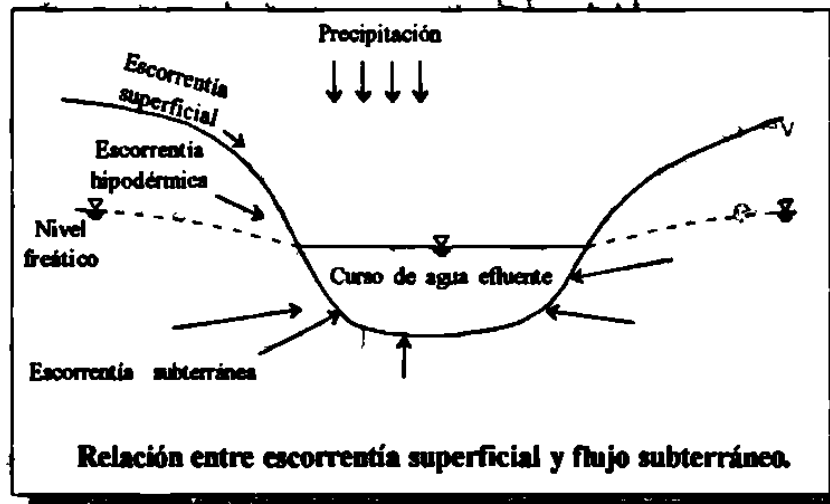 Precipitación
Escorrentía
superficial
Escorrentía
hipodérmica
Nivel
freático
Curso de agua efluente
Escorrentía subterránea
Relación entre escorrentía superficial y flujo subterráneo.